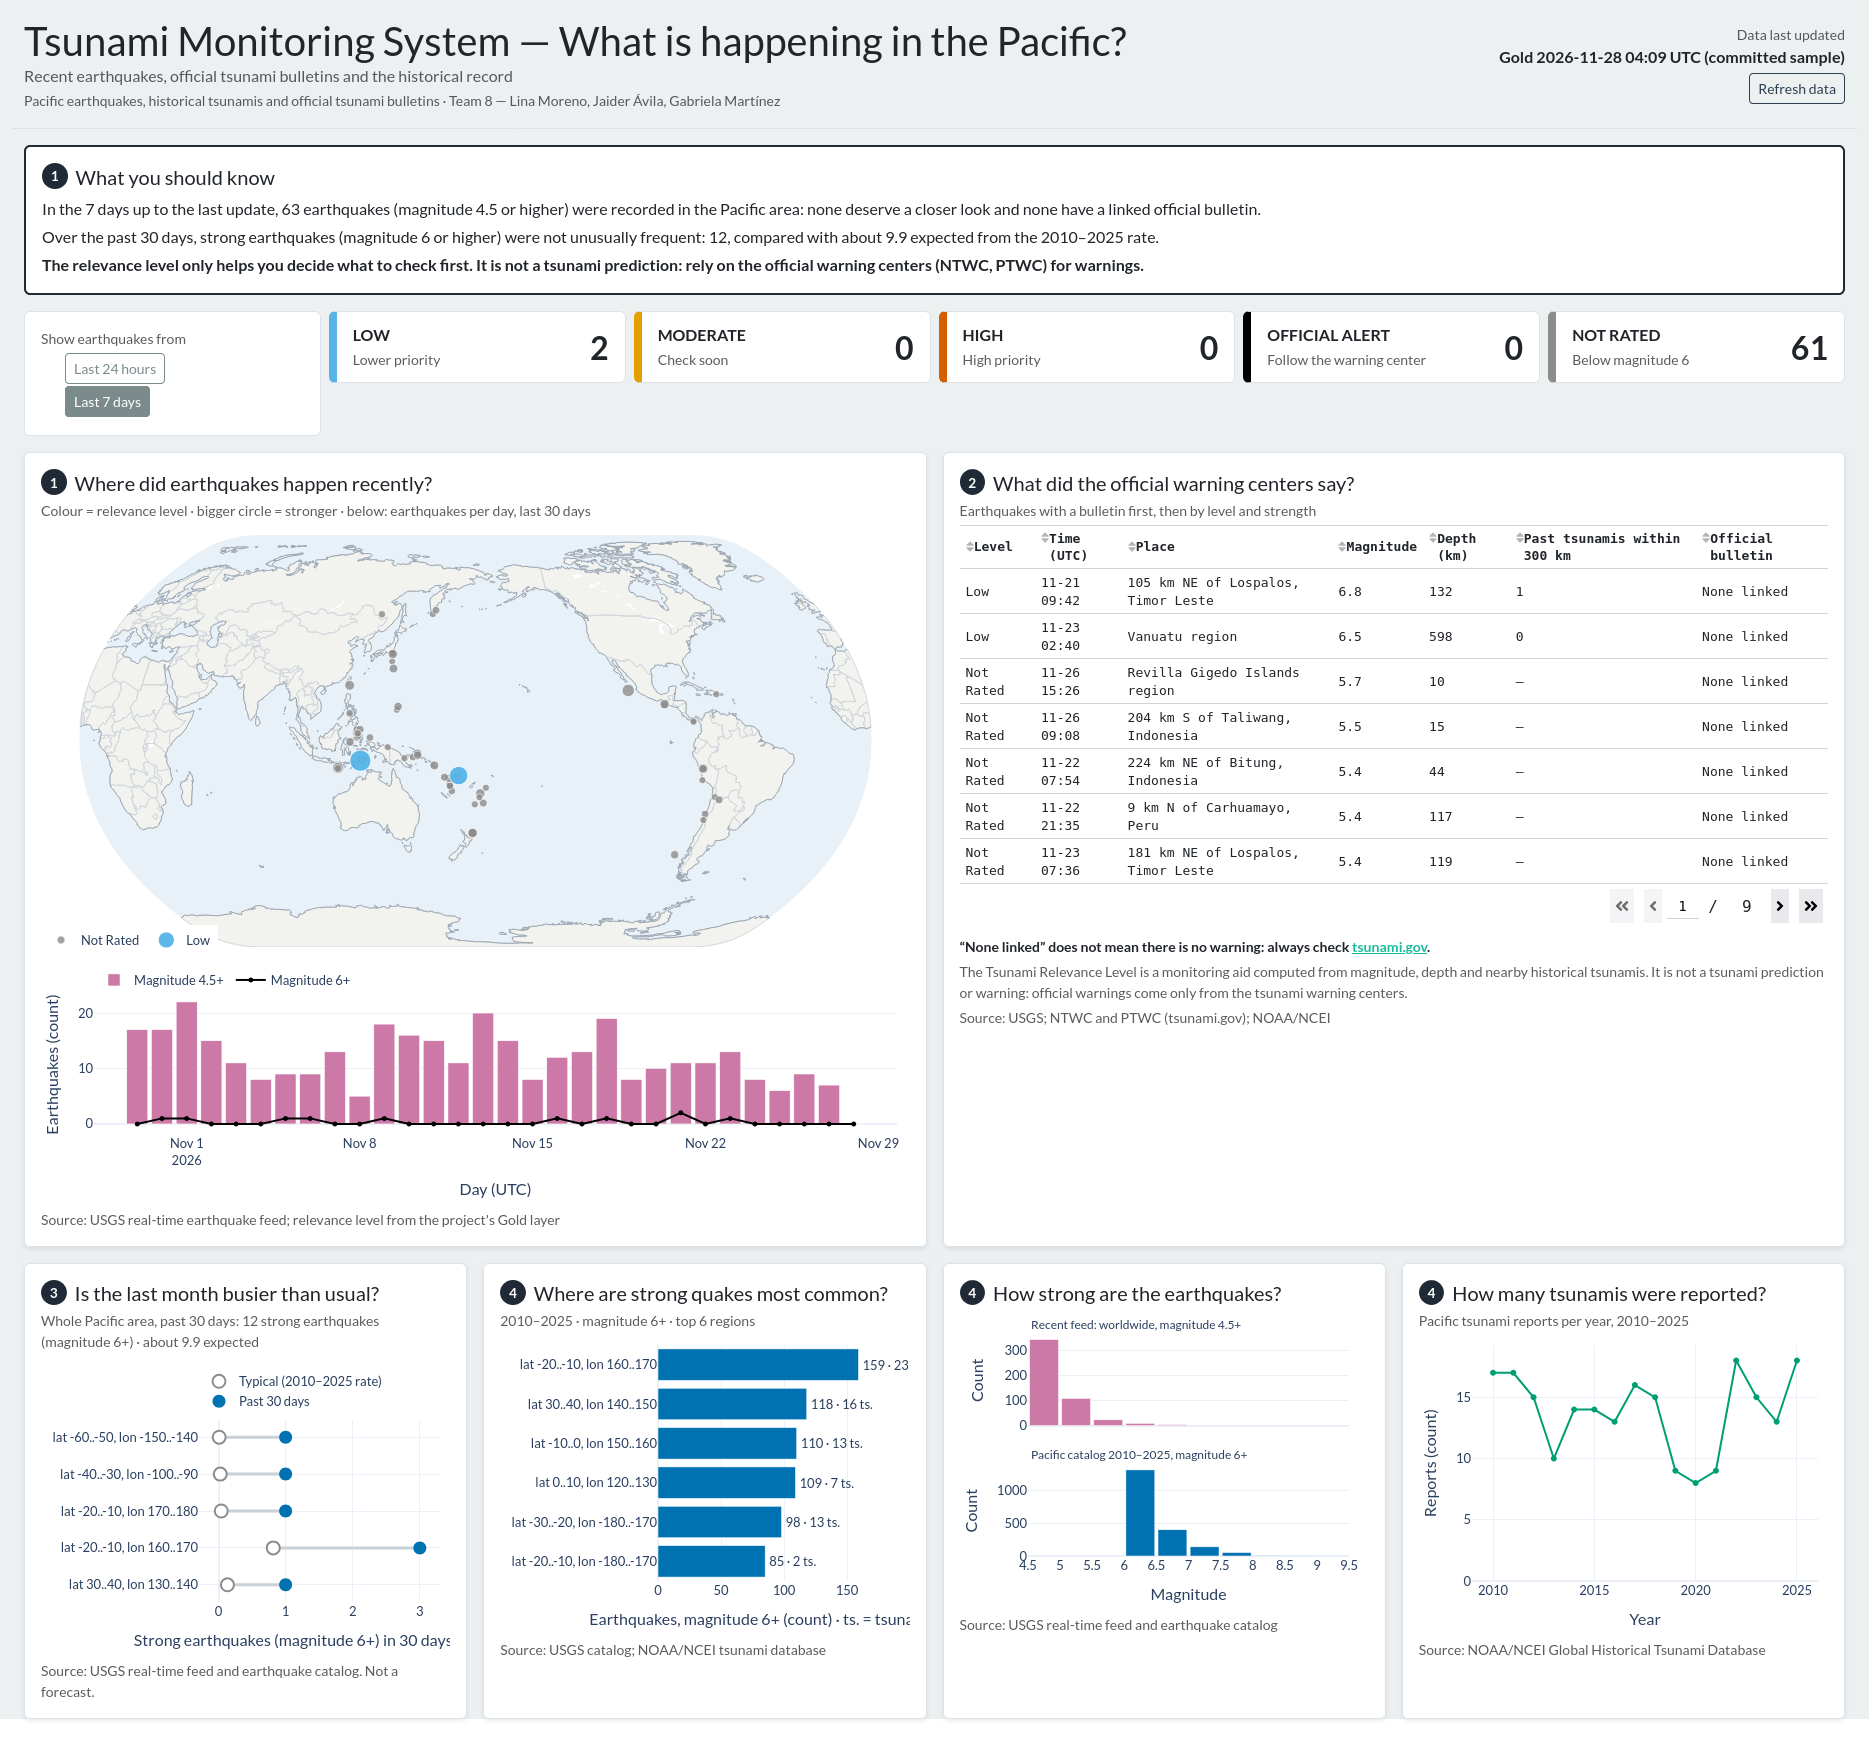 Tsunami Monitoring System — What is happening in the Pacific?
Recent earthquakes, official tsunami bulletins and the historical record
Pacific earthquakes, historical tsunamis and official tsunami bulletins · Team 8 — Lina Moreno, Jaider Ávila, Gabriela Martínez
Data last updated
Gold 2026-11-28 04:09 UTC (committed sample)
Refresh data
1 What you should know
In the 7 days up to the last update, 63 earthquakes (magnitude 4.5 or higher) were recorded in the Pacific area: none deserve a closer look and none have a linked official bulletin.
Over the past 30 days, strong earthquakes (magnitude 6 or higher) were not unusually frequent: 12, compared with about 9.9 expected from the 2010–2025 rate.
The relevance level only helps you decide what to check first. It is not a tsunami prediction: rely on the official warning centers (NTWC, PTWC) for warnings.
Show earthquakes from
Last 24 hours
Last 7 days
LOW
Lower priority
2
MODERATE
Check soon
0
HIGH
High priority
0
OFFICIAL ALERT
Follow the warning center
0
NOT RATED
Below magnitude 6
61
1 Where did earthquakes happen recently?
Colour = relevance level · bigger circle = stronger · below: earthquakes per day, last 30 days
Not Rated Low
Magnitude 4.5+ Magnitude 6+
Earthquakes (count)
20
10
0
Nov 1 Nov 8 Nov 15 Nov 22 Nov 29
2026
Day (UTC)
Source: USGS real-time earthquake feed; relevance level from the project's Gold layer
2 What did the official warning centers say?
Earthquakes with a bulletin first, then by level and strength
Level Time (UTC) Place Magnitude Depth (km) Past tsunamis within 300 km Official bulletin
Low 11-21 09:42 105 km NE of Lospalos, Timor Leste 6.8 132 1 None linked
Low 11-23 02:40 Vanuatu region 6.5 598 0 None linked
Not Rated 11-26 15:26 Revilla Gigedo Islands region 5.7 10 — None linked
Not Rated 11-26 09:08 204 km S of Taliwang, Indonesia 5.5 15 — None linked
Not Rated 11-22 07:54 224 km NE of Bitung, Indonesia 5.4 44 — None linked
Not Rated 11-22 21:35 9 km N of Carhuamayo, Peru 5.4 117 — None linked
Not Rated 11-23 07:36 181 km NE of Lospalos, Timor Leste 5.4 119 — None linked
1 / 9
“None linked” does not mean there is no warning: always check tsunami.gov.
The Tsunami Relevance Level is a monitoring aid computed from magnitude, depth and nearby historical tsunamis. It is not a tsunami prediction
or warning: official warnings come only from the tsunami warning centers.
Source: USGS; NTWC and PTWC (tsunami.gov); NOAA/NCEI
3 Is the last month busier than usual?
Whole Pacific area, past 30 days: 12 strong earthquakes
(magnitude 6+) · about 9.9 expected
Typical (2010–2025 rate)
Past 30 days
lat -60..-50, lon -150..-140
lat -40..-30, lon -100..-90
lat -20..-10, lon 170..180
lat -20..-10, lon 160..170
lat 30..40, lon 130..140
0 1 2 3
Strong earthquakes (magnitude 6+) in 30 days
Source: USGS real-time feed and earthquake catalog. Not a
forecast.
4 Where are strong quakes most common?
2010–2025 · magnitude 6+ · top 6 regions
lat -20..-10, lon 160..170 159 · 23
lat 30..40, lon 140..150 118 · 16 ts.
lat -10..0, lon 150..160 110 · 13 ts.
lat 0..10, lon 120..130 109 · 7 ts.
lat -30..-20, lon -180..-170 98 · 13 ts.
lat -20..-10, lon -180..-170 85 · 2 ts.
0 50 100 150
Earthquakes, magnitude 6+ (count) · ts. = tsuna
Source: USGS catalog; NOAA/NCEI tsunami database
4 How strong are the earthquakes?
Recent feed: worldwide, magnitude 4.5+
Count
300
200
100
0
Pacific catalog 2010–2025, magnitude 6+
Count
1000
500
0
4.5 5 5.5 6 6.5 7 7.5 8 8.5 9 9.5
Magnitude
Source: USGS real-time feed and earthquake catalog
4 How many tsunamis were reported?
Pacific tsunami reports per year, 2010–2025
Reports (count)
15
10
5
0
2010 2015 2020 2025
Year
Source: NOAA/NCEI Global Historical Tsunami Database